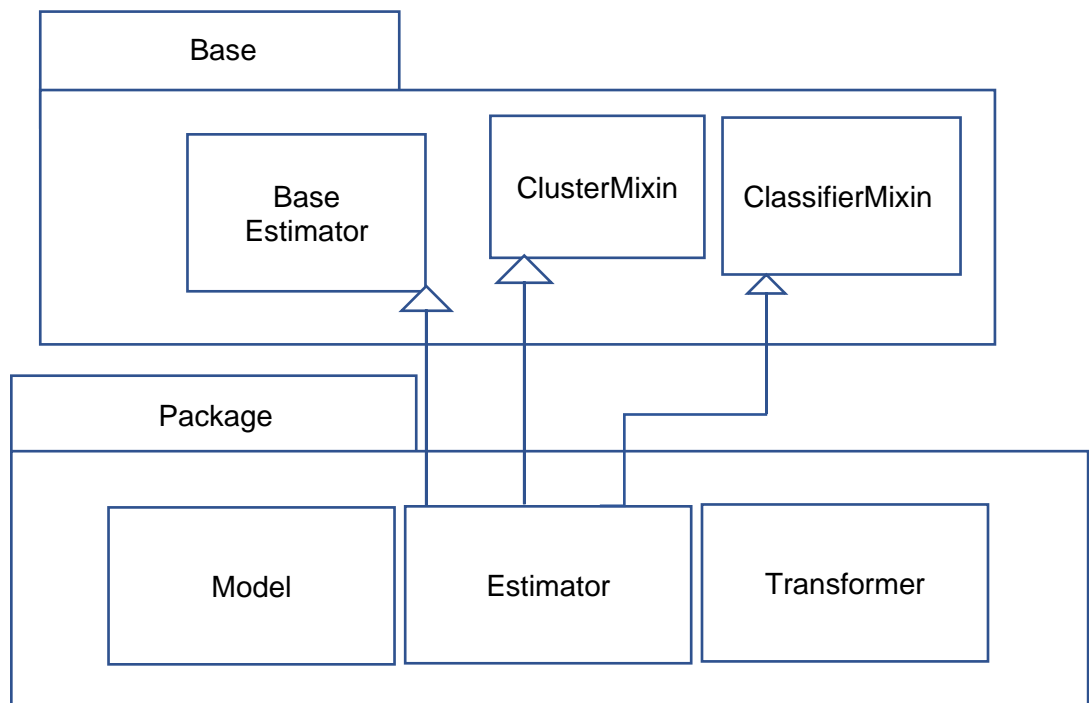 Base
Base
Estimator
ClusterMixin
ClassifierMixin
Package
Model
Estimator
Transformer